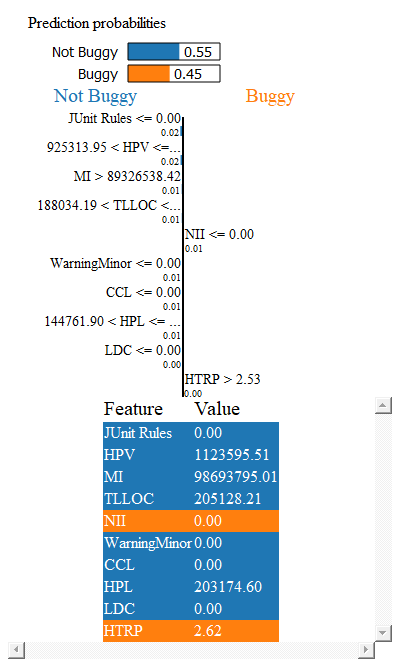 Prediction probabilities
Not Buggy 0.55
Buggy 0.45
Not Buggy Buggy
JUnit Rules <= 0.00
0.02
925313.95 < HPV <=...
0.02
MI > 89326538.42
0.01
188034.19 < TLLOC <...
0.01
NII <= 0.00
0.01
WarningMinor <= 0.00
0.01
CCL <= 0.00
0.01
144761.90 < HPL <= ...
0.01
LDC <= 0.00
0.00
HTRP > 2.53
0.00
Feature Value
JUnit Rules 0.00
HPV 1123595.51
MI 98693795.01
TLLOC 205128.21
NII 0.00
WarningMinor 0.00
CCL 0.00
HPL 203174.60
LDC 0.00
HTRP 2.62